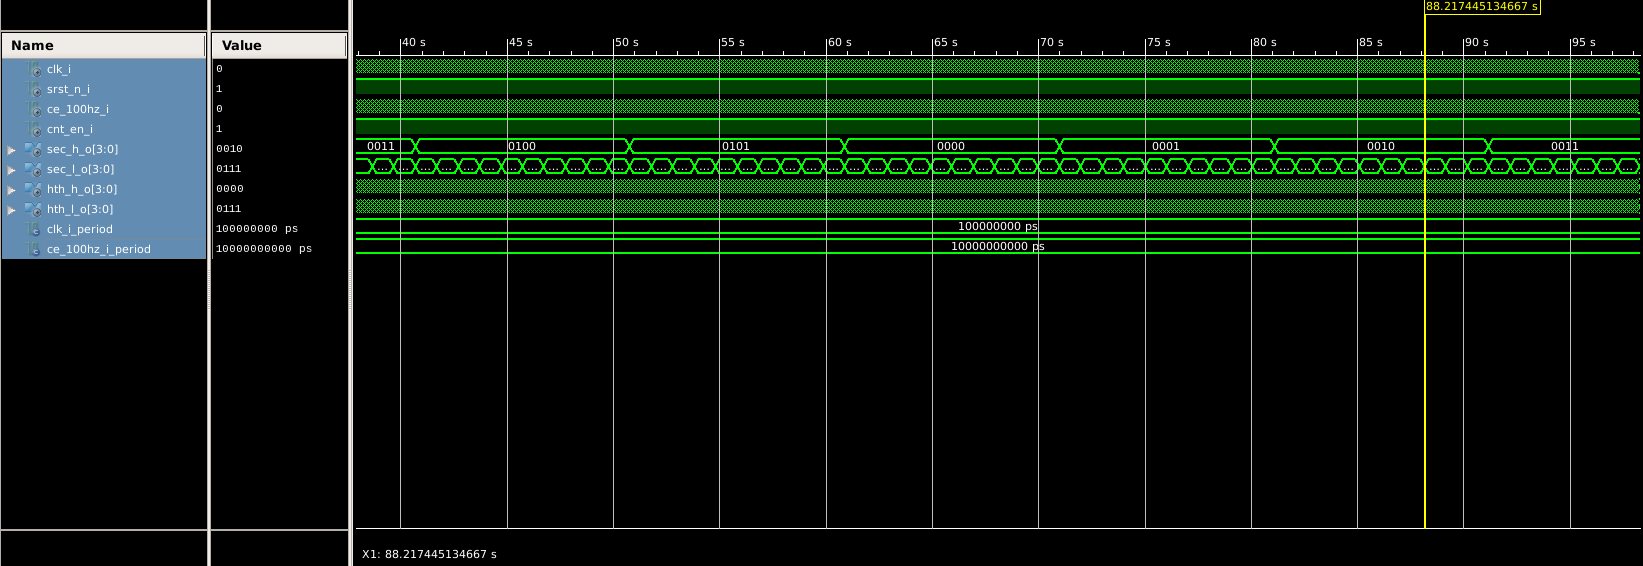 88.217445134667 s
Name Value
40 s 45 s 50 s 55 s 60 s 65 s 70 s 75 s 80 s 85 s 90 s 95 s
clk_i 0
srst_n_i 1
ce_100hz_i 0
cnt_en_i 1
sec_h_o[3:0] 0010 0011 0100 0101 0000 0001 0010 0011
sec_l_o[3:0] 0111 ... ... ... ... ... ... ... ... ... ... ... ... ... ... ... ... ... ... ... ... ... ... ... ... ... ... ... ... ... ... ... ... ... ... ... ... ... ... ... ... ... ... ... ... ... ... ... ... ... ... ... ... ... ... ... ... ... ... ...
hth_h_o[3:0] 0000
hth_l_o[3:0] 0111
clk_i_period 100000000 ps 100000000 ps
ce_100hz_i_period 10000000000 ps 10000000000 ps
X1: 88.217445134667 s